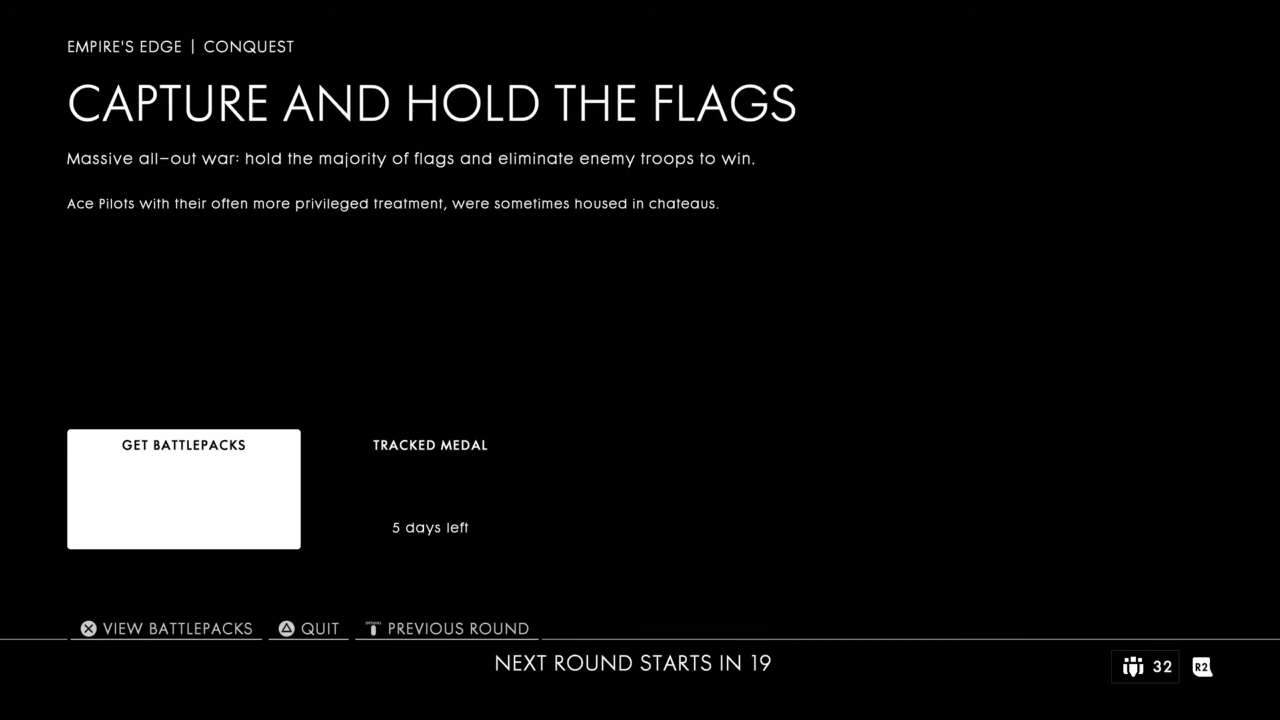 EMPIRE'S EDGE | CONQUEST
CAPTURE AND HOLD THE FLAGS
Massive all-out war: hold the majority of flags and eliminate enemy troops to win.
Ace Pilots with their often more privileged treatment, were sometimes housed in chateaus.
GET BATTLEPACKS
TRACKED MEDAL
5 days left
VIEW BATTLEPACKS
QUIT
OPTIONS
PREVIOUS ROUND
NEXT ROUND STARTS IN 19
32
R2